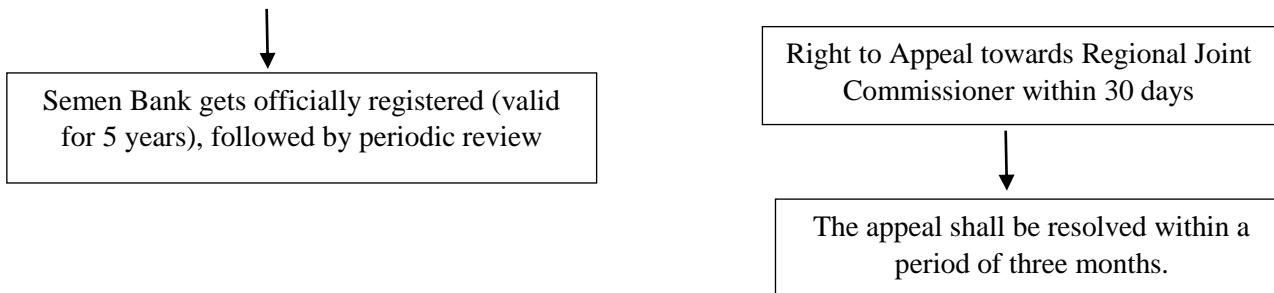 Semen Bank gets officially registered (valid
for 5 years), followed by periodic review
Right to Appeal towards Regional Joint
Commissioner within 30 days
The appeal shall be resolved within a
period of three months.